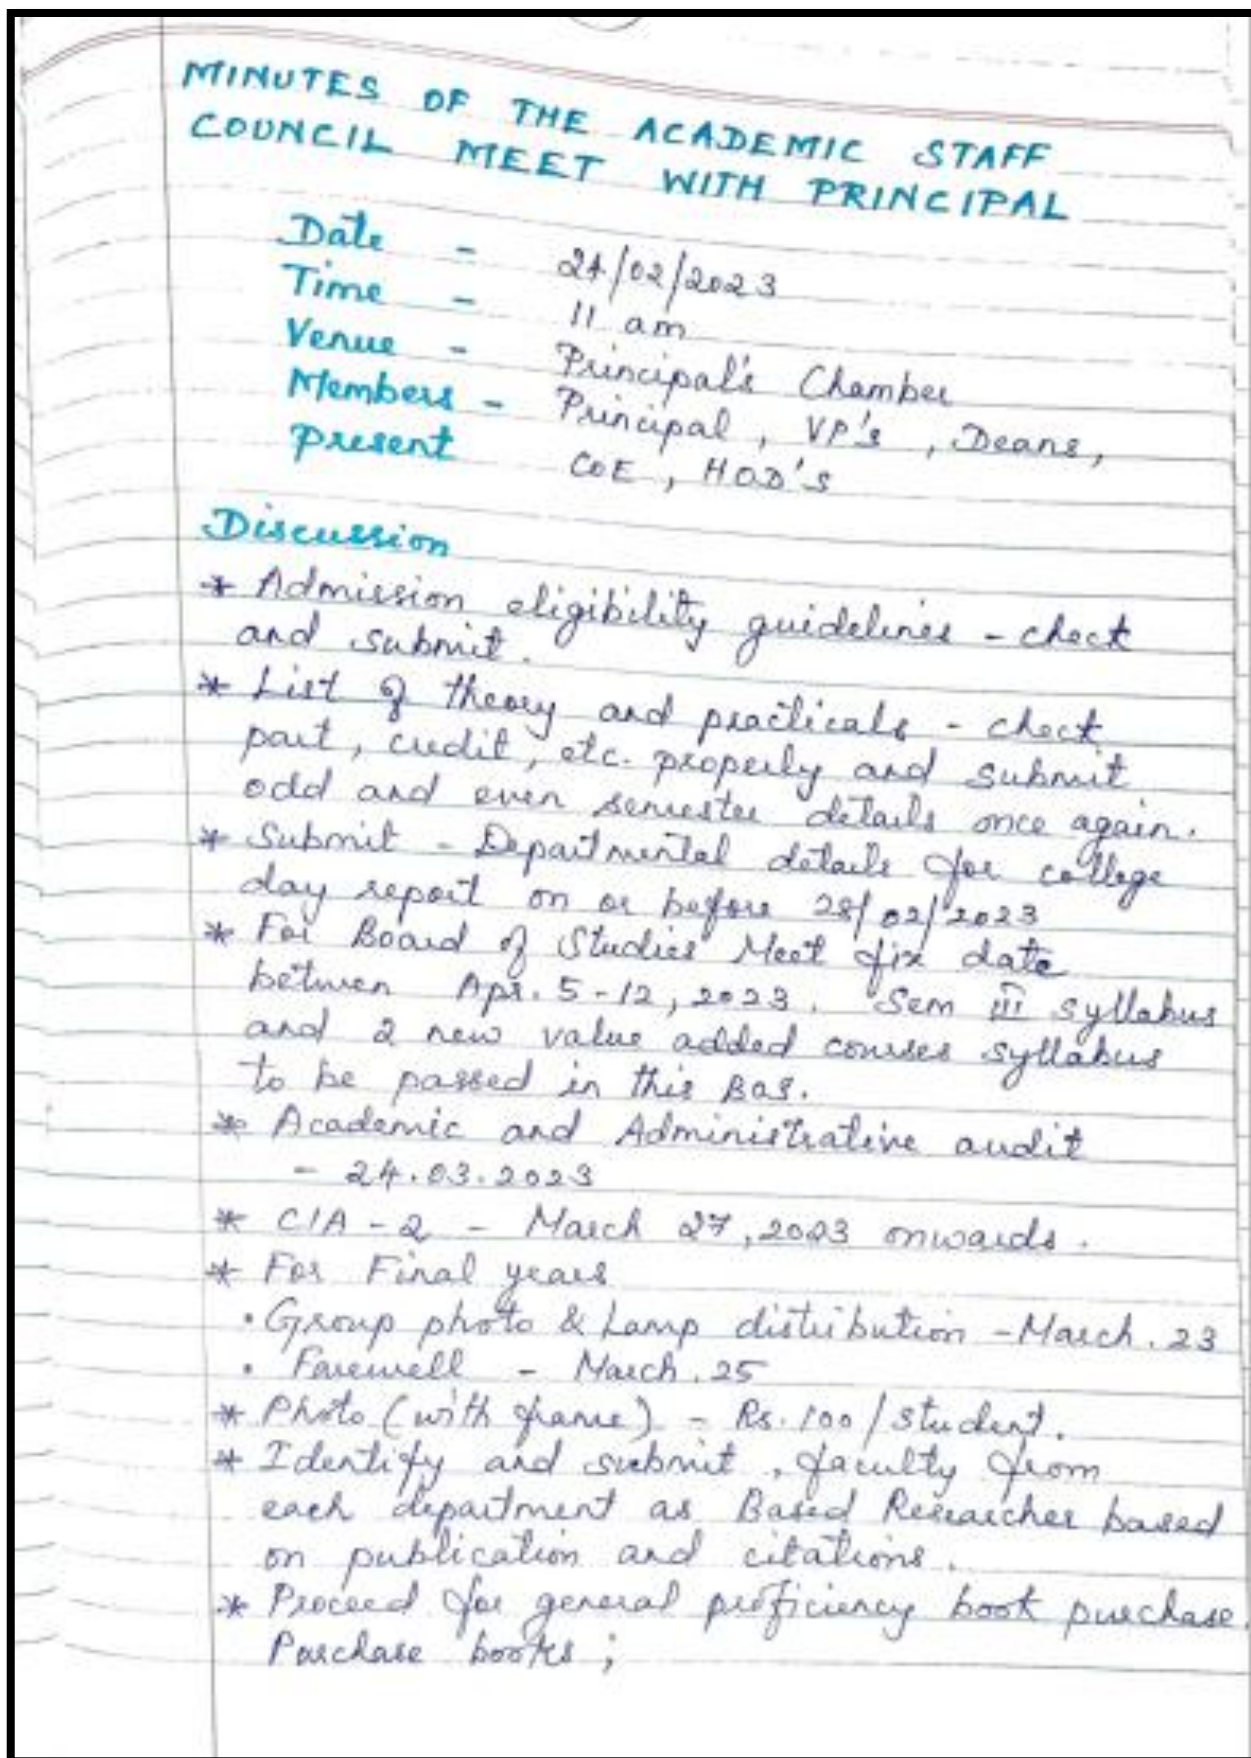 MINUTES OF THE ACADEMIC STAFF
COUNCIL MEET WITH PRINCIPAL
Date - 24/02/2023
Time - 11 am
Venue - Principal's Chamber
Members - Principal, VP's, Deans,
present COE, HOD'S
Discussion
* Admission eligibility guidelines - check
and submit.
* List of theory and practicals - check
part, credit, etc. properly and submit
odd and even semester details once again.
* Submit - Departmental details for college
day report on or before 28/02/2023
* For Board of Studies Meet fix date
between Apr. 5-12, 2023. Sem III syllabus
and 2 new value added courses syllabus
to be passed in this BOS.
* Academic and Administrative audit
- 24.03.2023
* CIA - 2 - March 27, 2023 onwards.
* For Final years
• Group photo & Lamp distribution - March. 23
• Farewell - March. 25
* Photo (with frame) - Rs. 100/student.
* Identify and submit, faculty from
each department as Based Researcher based
on publication and citations.
* Proceed for general proficiency book purchase.
Purchase books;